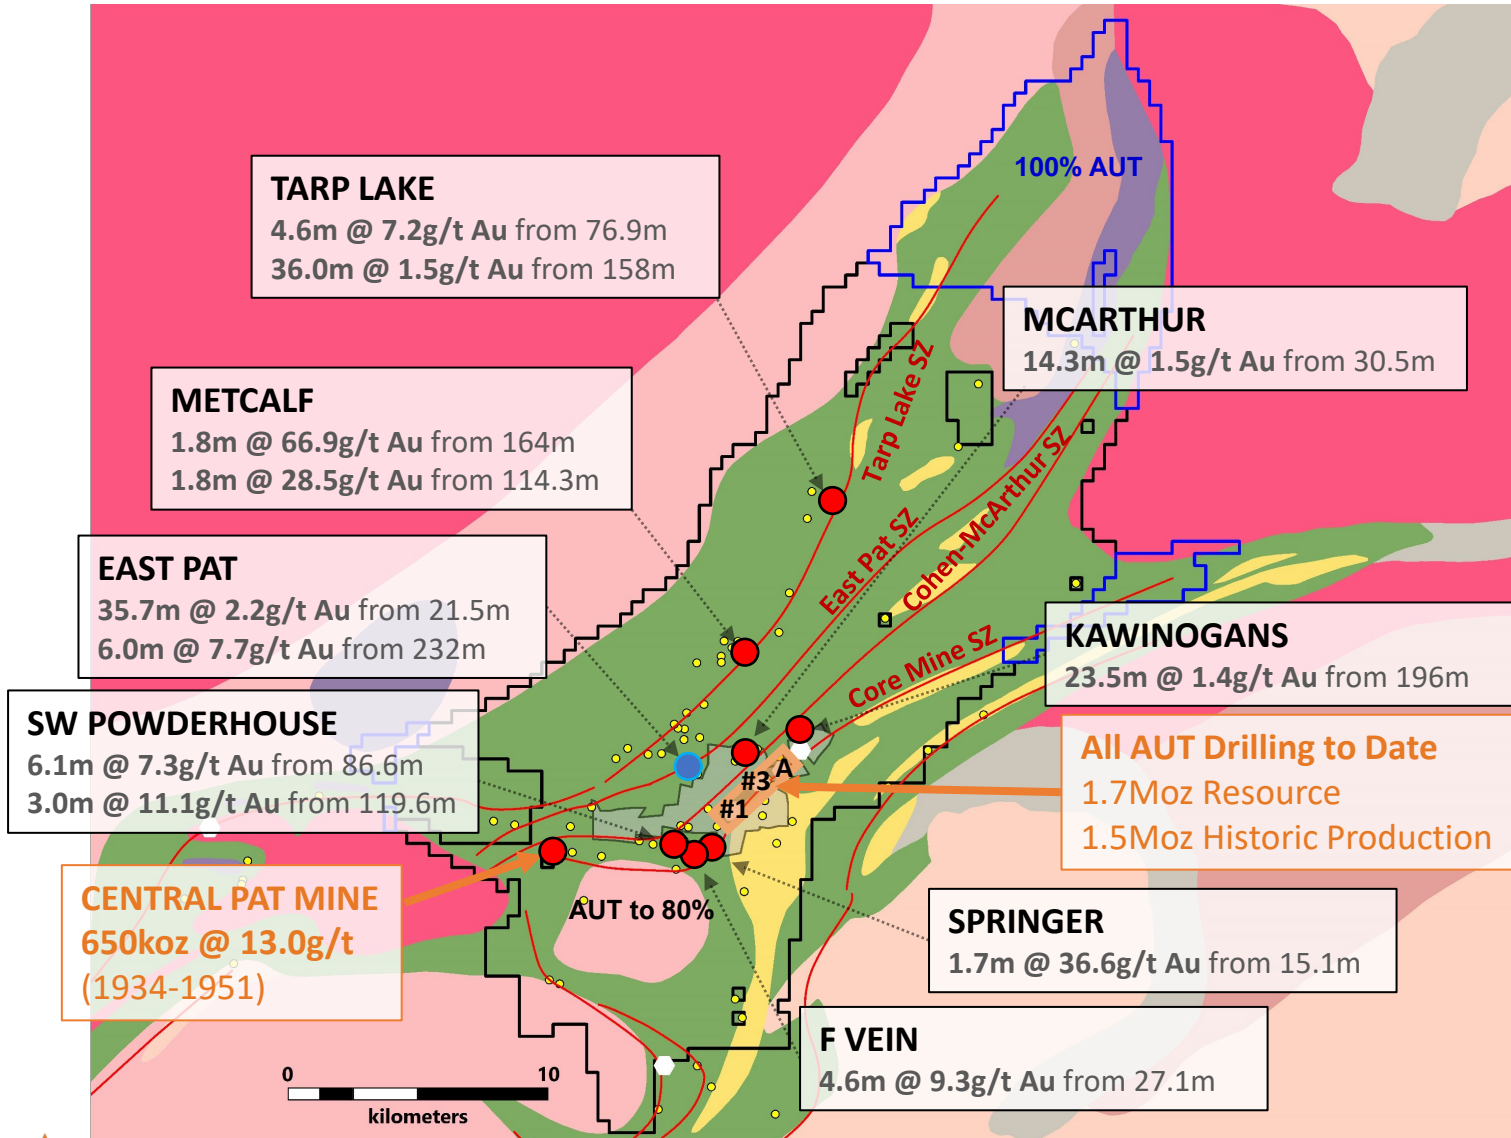 100% AUT
TARP LAKE
4.6m @ 7.2g/t Au from 76.9m
36.0m @ 1.5g/t Au from 158m
MCARTHUR
14.3m @ 1.5g/t Au from 30.5m
METCALF
1.8m @ 66.9g/t Au from 164m
1.8m @ 28.5g/t Au from 114.3m
Tarp Lake SZ
East Pat SZ
Cohen-McArthur SZ
Core Mine SZ
EAST PAT
35.7m @ 2.2g/t Au from 21.5m
6.0m @ 7.7g/t Au from 232m
KAWINOGANS
23.5m @ 1.4g/t Au from 196m
SW POWDERHOUSE
6.1m @ 7.3g/t Au from 86.6m
3.0m @ 11.1g/t Au from 119.6m
All AUT Drilling to Date
1.7Moz Resource
1.5Moz Historic Production
A
#3
#1
CENTRAL PAT MINE
650koz @ 13.0g/t
(1934-1951)
AUT to 80%
SPRINGER
1.7m @ 36.6g/t Au from 15.1m
F VEIN
4.6m @ 9.3g/t Au from 27.1m
0 10
kilometers